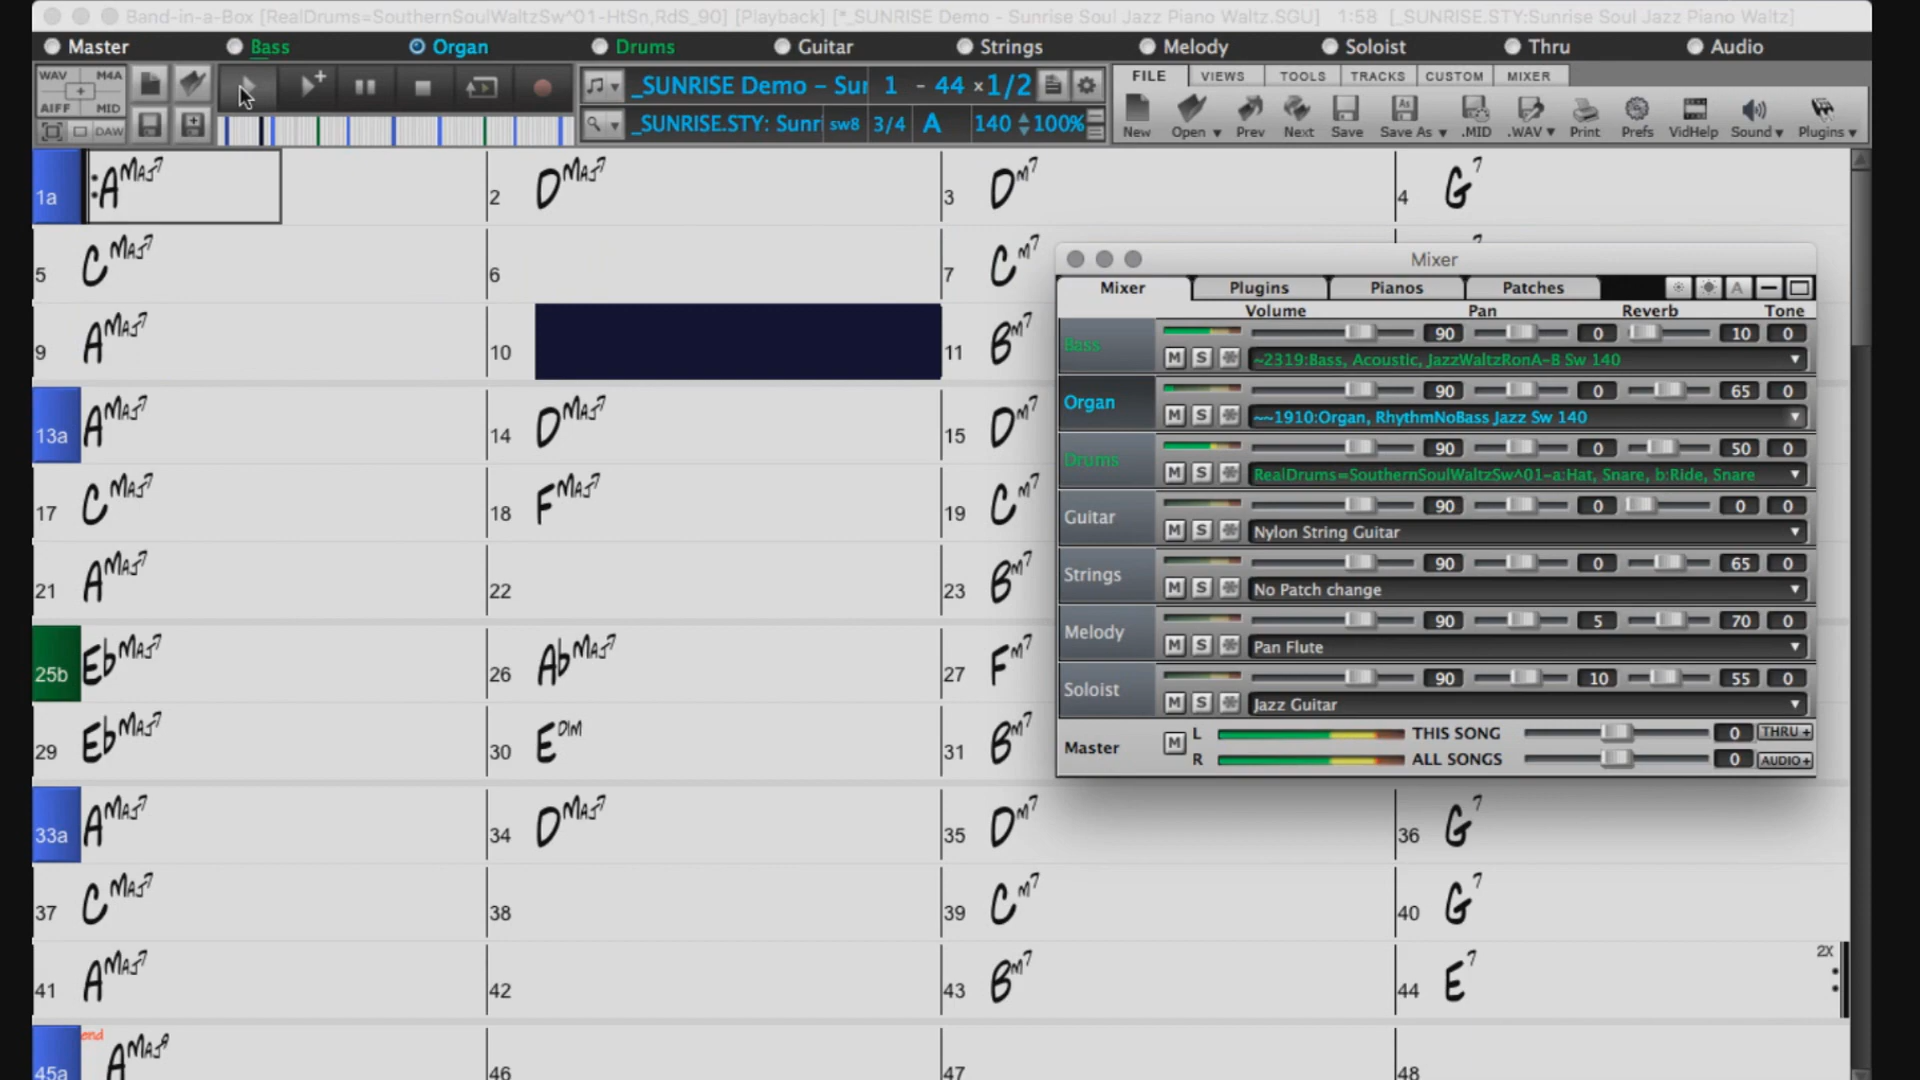 Band-in-a-Box [RealDrums=SouthernSoulWaltzSw^01-HtSn,RdS_90] [Playback] [*_SUNRISE Demo - Sunrise Soul Jazz Piano Waltz.SGU] 1:58 [_SUNRISE.STY:Sunrise Soul Jazz Piano Waltz]
Master Bass Organ Drums Guitar Strings Melody Soloist Thru Audio
WAV M4A AIFF MID DAW
_SUNRISE Demo - Sur 1 - 44 x1/2
_SUNRISE.STY: Sunr sw8 3/4 A 140 100%
FILE VIEWS TOOLS TRACKS CUSTOM MIXER
New Open Prev Next Save Save As .MID .WAV Print Prefs VidHelp Sound Plugins
1a :AMaj7 2 DMaj7 3 Dm7 4 G7
5 CMaj7 6 7 Cm7 7
9 AMaj7 10 11 Bm7
13a AMaj7 14 DMaj7 15 Dm7
17 CMaj7 18 FMaj7 19 Cm7
21 AMaj7 22 23 Bm7
25b EbMaj7 26 AbMaj7 27 Fm7
29 EbMaj7 30 EDIM 31 Bm7
33a AMaj7 34 DMaj7 35 Dm7 36 G7
37 CMaj7 38 39 Cm7 40 G7
41 AMaj7 42 43 Bm7 44 E7 2X
45a end AMaj9 46 47 48
Mixer
Mixer Plugins Pianos Patches A
Volume Pan Reverb Tone
Bass 90 0 10 0
M S ~2319:Bass, Acoustic, JazzWaltzRonA-B Sw 140
Organ 90 0 65 0
M S ~~1910:Organ, RhythmNoBass Jazz Sw 140
Drums 90 0 50 0
M S RealDrums=SouthernSoulWaltzSw^01-a:Hat, Snare, b:Ride, Snare
Guitar 90 0 0 0
M S Nylon String Guitar
Strings 90 0 65 0
M S No Patch change
Melody 90 5 70 0
M S Pan Flute
Soloist 90 10 55 0
M S Jazz Guitar
Master M L THIS SONG 0 THRU+
R ALL SONGS 0 AUDIO+